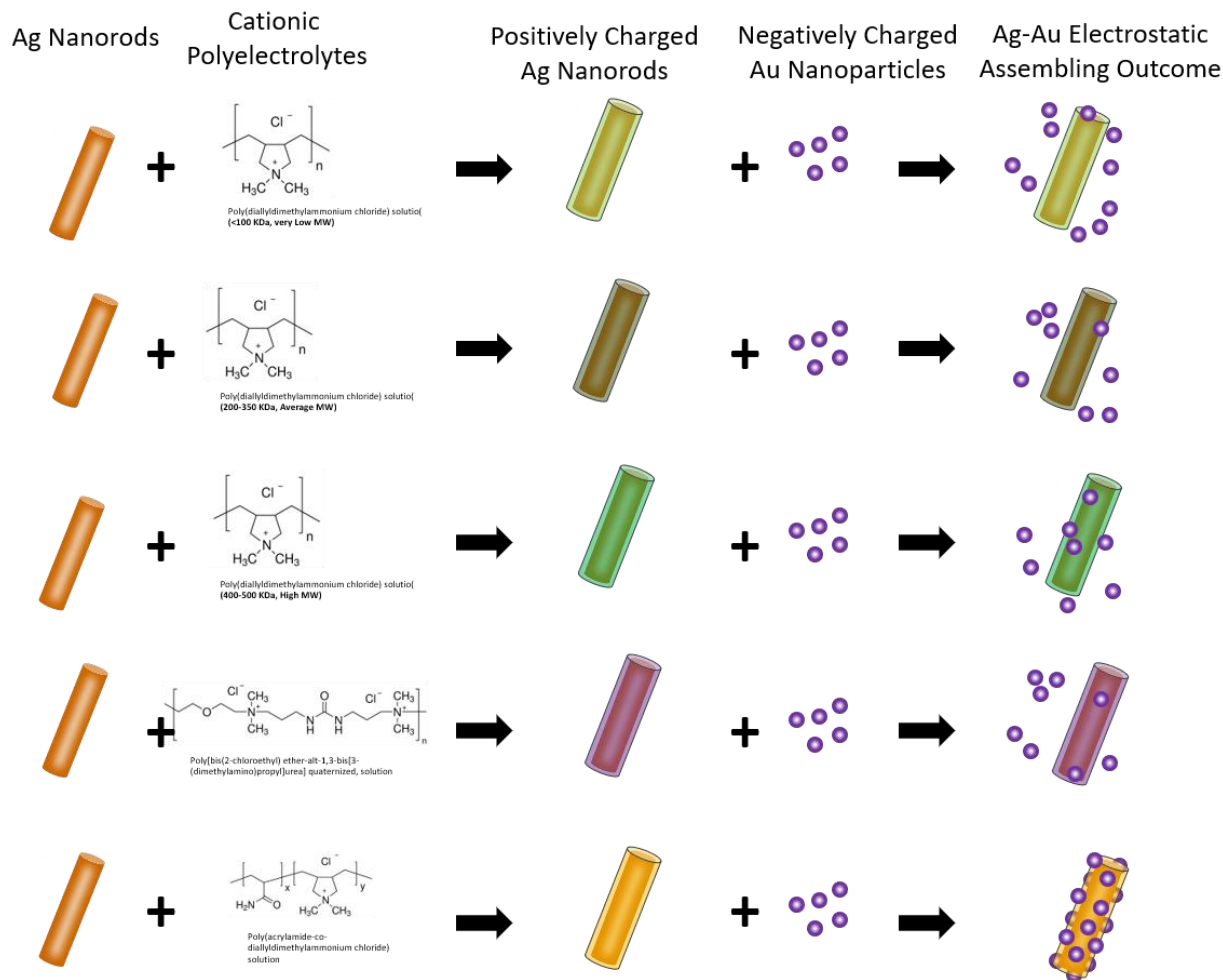 Ag Nanorods
Cationic
Polyelectrolytes
Positively Charged
Ag Nanorods
Negatively Charged
Au Nanoparticles
Ag-Au Electrostatic
Assembling Outcome
+
Cl⁻
n
N⁺
H₃C CH₃
Poly(diallyldimethylammonium chloride) solutio(
(<100 KDa, very Low MW)
+
+
Cl⁻
n
N⁺
H₃C CH₃
Poly(diallyldimethylammonium chloride) solutio(
(200-350 KDa, Average MW)
+
+
Cl⁻
n
N⁺
H₃C CH₃
Poly(diallyldimethylammonium chloride) solutio(
(400-500 KDa, High MW)
+
+
Cl⁻ CH₃ O Cl⁻ CH₃
O N⁺ N N N⁺
CH₃ H H CH₃ n
Poly[bis(2-chloroethyl) ether-alt-1,3-bis[3-
(dimethylamino)propyl]urea] quaternized, solution
+
+
Cl⁻
x y
H₂N O N⁺
H₃C CH₃
Poly(acrylamide-co-
diallyldimethylammonium chloride)
solution
+